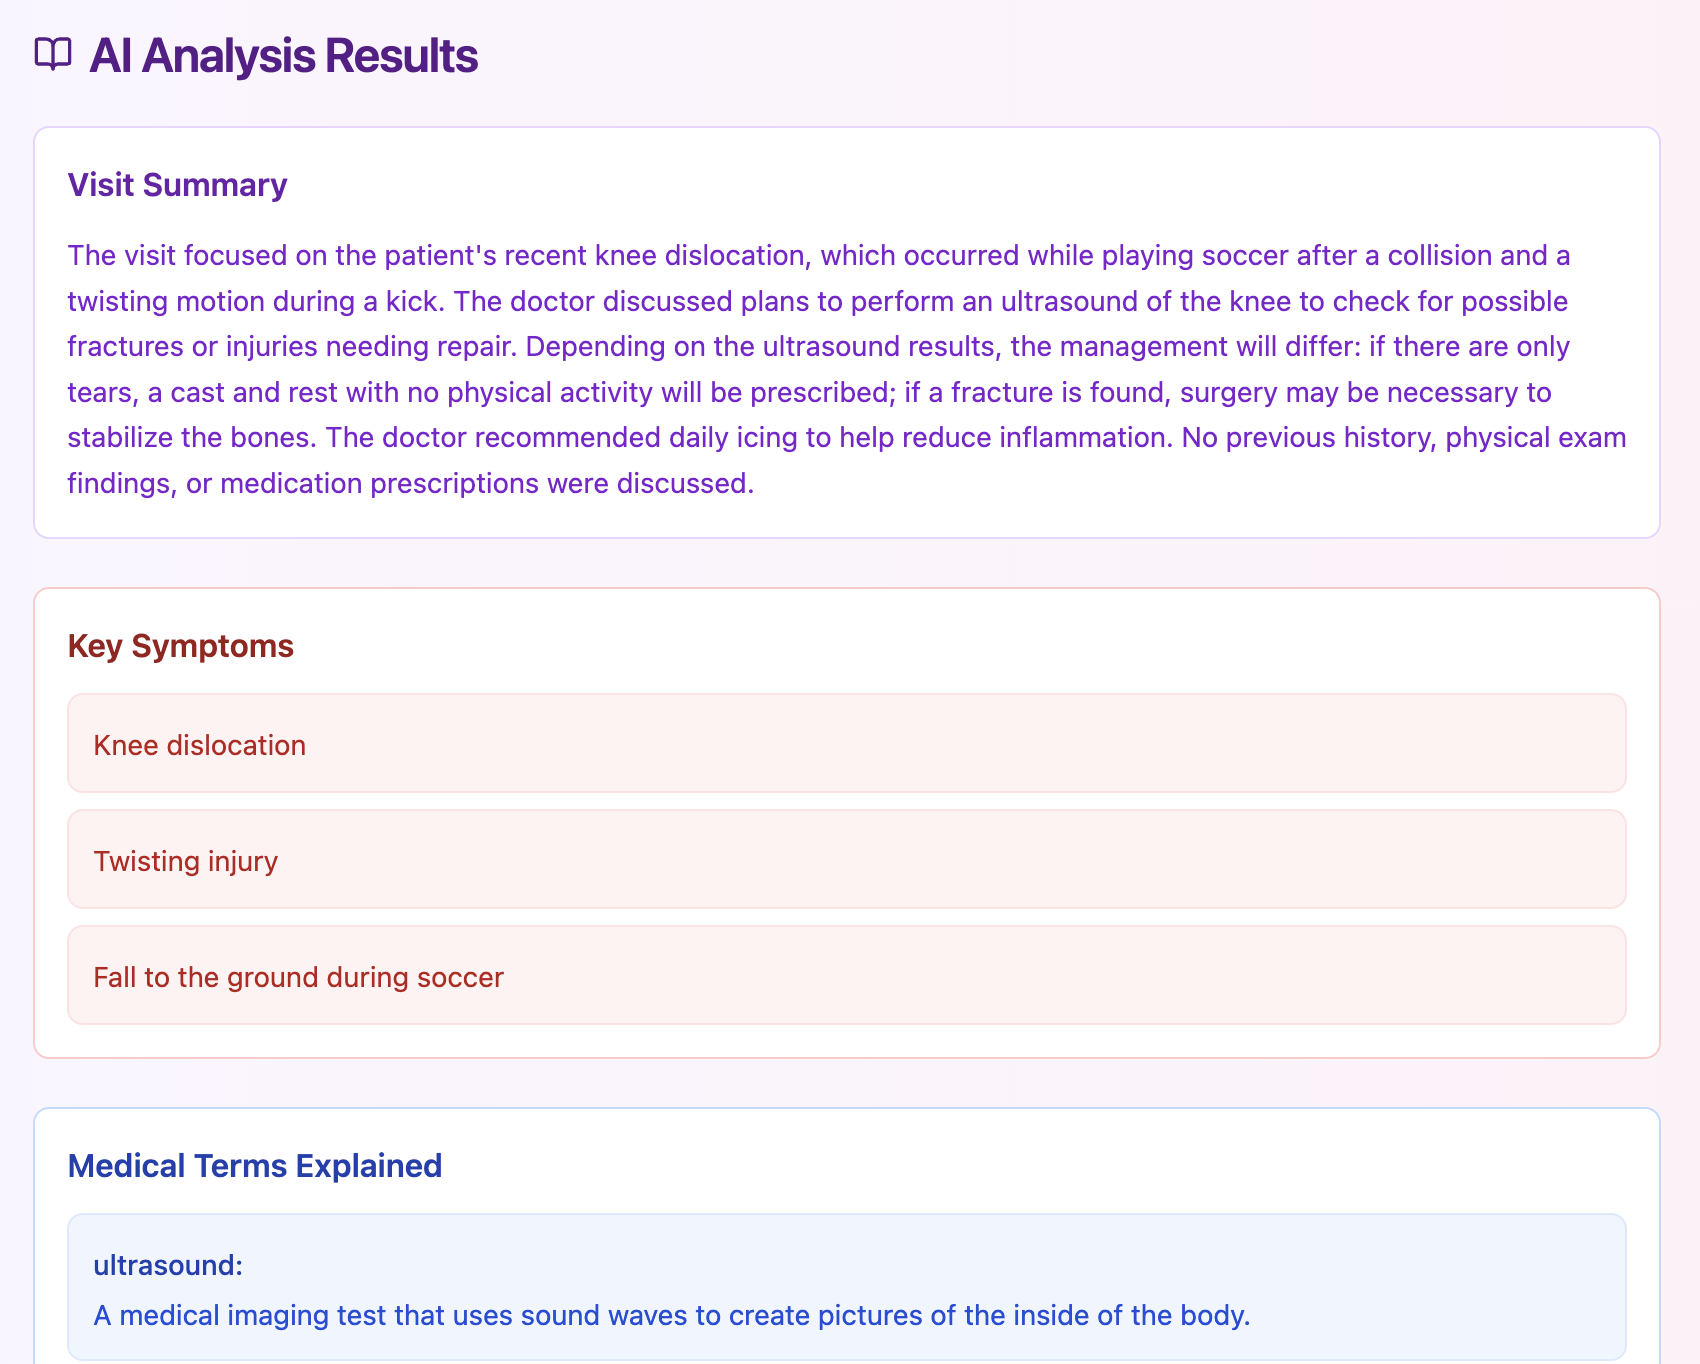 AI Analysis Results
Visit Summary
The visit focused on the patient's recent knee dislocation, which occurred while playing soccer after a collision and a
twisting motion during a kick. The doctor discussed plans to perform an ultrasound of the knee to check for possible
fractures or injuries needing repair. Depending on the ultrasound results, the management will differ: if there are only
tears, a cast and rest with no physical activity will be prescribed; if a fracture is found, surgery may be necessary to
stabilize the bones. The doctor recommended daily icing to help reduce inflammation. No previous history, physical exam
findings, or medication prescriptions were discussed.
Key Symptoms
Knee dislocation
Twisting injury
Fall to the ground during soccer
Medical Terms Explained
ultrasound:
A medical imaging test that uses sound waves to create pictures of the inside of the body.